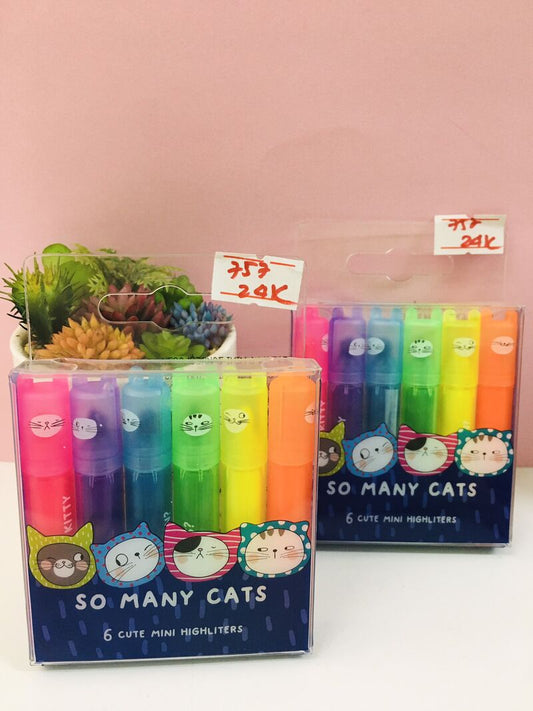 757
24K
757
24K
KITTY
SO MANY CATS
6 CUTE MINI HIGHLITERS
SO MANY CATS
6 CUTE MINI HIGHLITERS